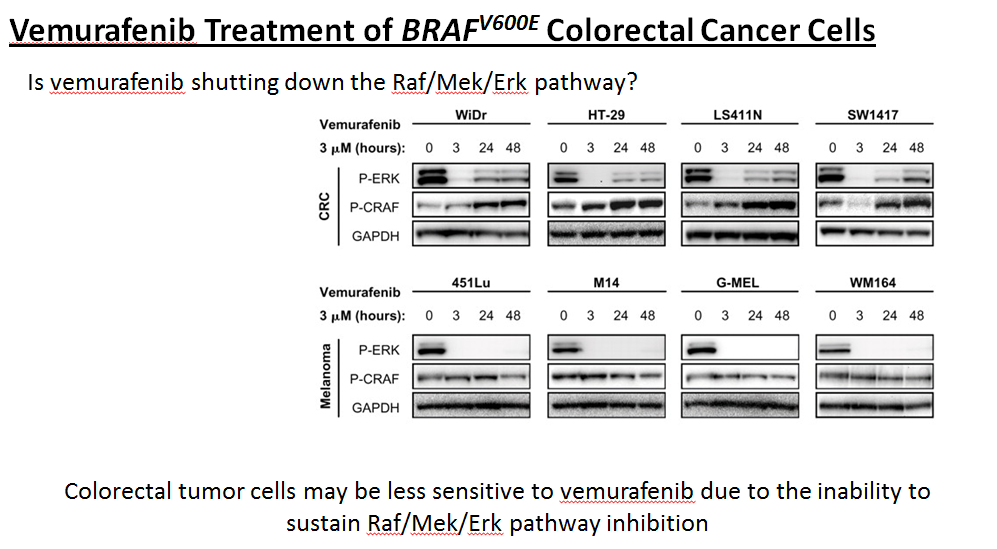 Vemurafenib Treatment of BRAFV600E Colorectal Cancer Cells
Is vemurafenib shutting down the Raf/Mek/Erk pathway?
WiDr HT-29 LS411N SW1417
Vemurafenib
3 μM (hours): 0 3 24 48 0 3 24 48 0 3 24 48 0 3 24 48
CRC
P-ERK
P-CRAF
GAPDH
451Lu M14 G-MEL WM164
Vemurafenib
3 μM (hours): 0 3 24 48 0 3 24 48 0 3 24 48 0 3 24 48
Melanoma
P-ERK
P-CRAF
GAPDH
Colorectal tumor cells may be less sensitive to vemurafenib due to the inability to
sustain Raf/Mek/Erk pathway inhibition